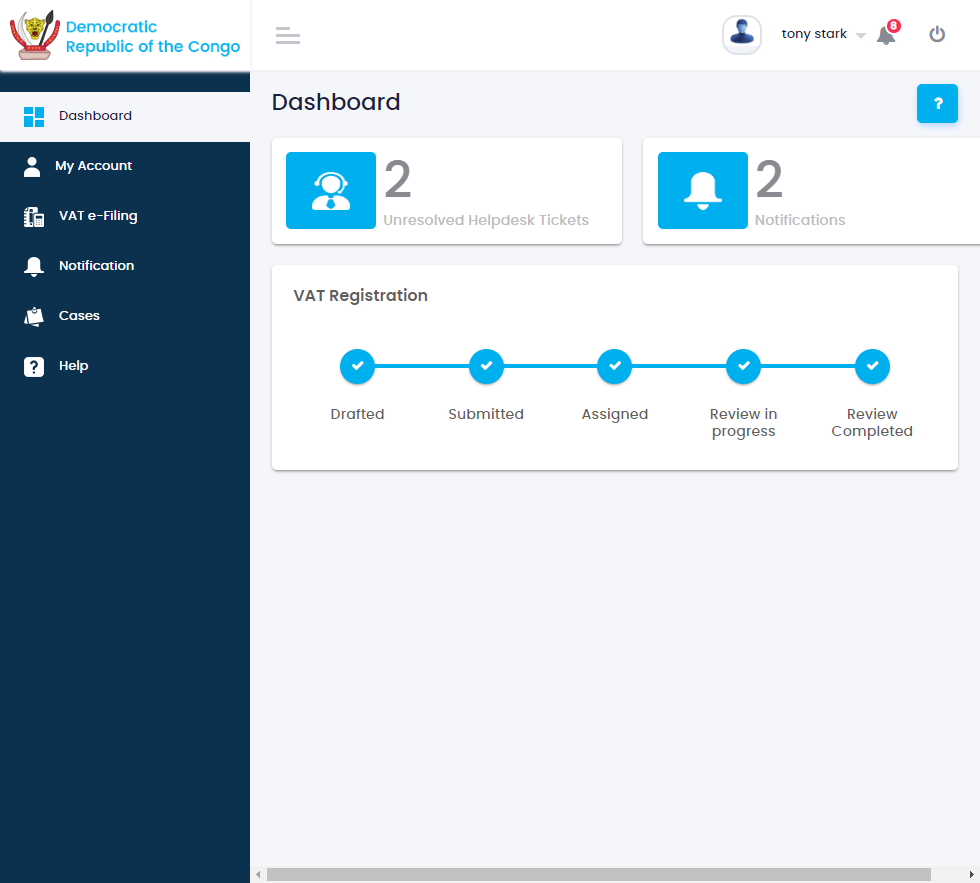 Democratic
Republic of the Congo
tony stark
8
Dashboard
My Account
VAT e-Filing
Notification
Cases
Help
Dashboard
?
2
Unresolved Helpdesk Tickets
2
Notifications
VAT Registration
Drafted
Submitted
Assigned
Review in
progress
Review
Completed